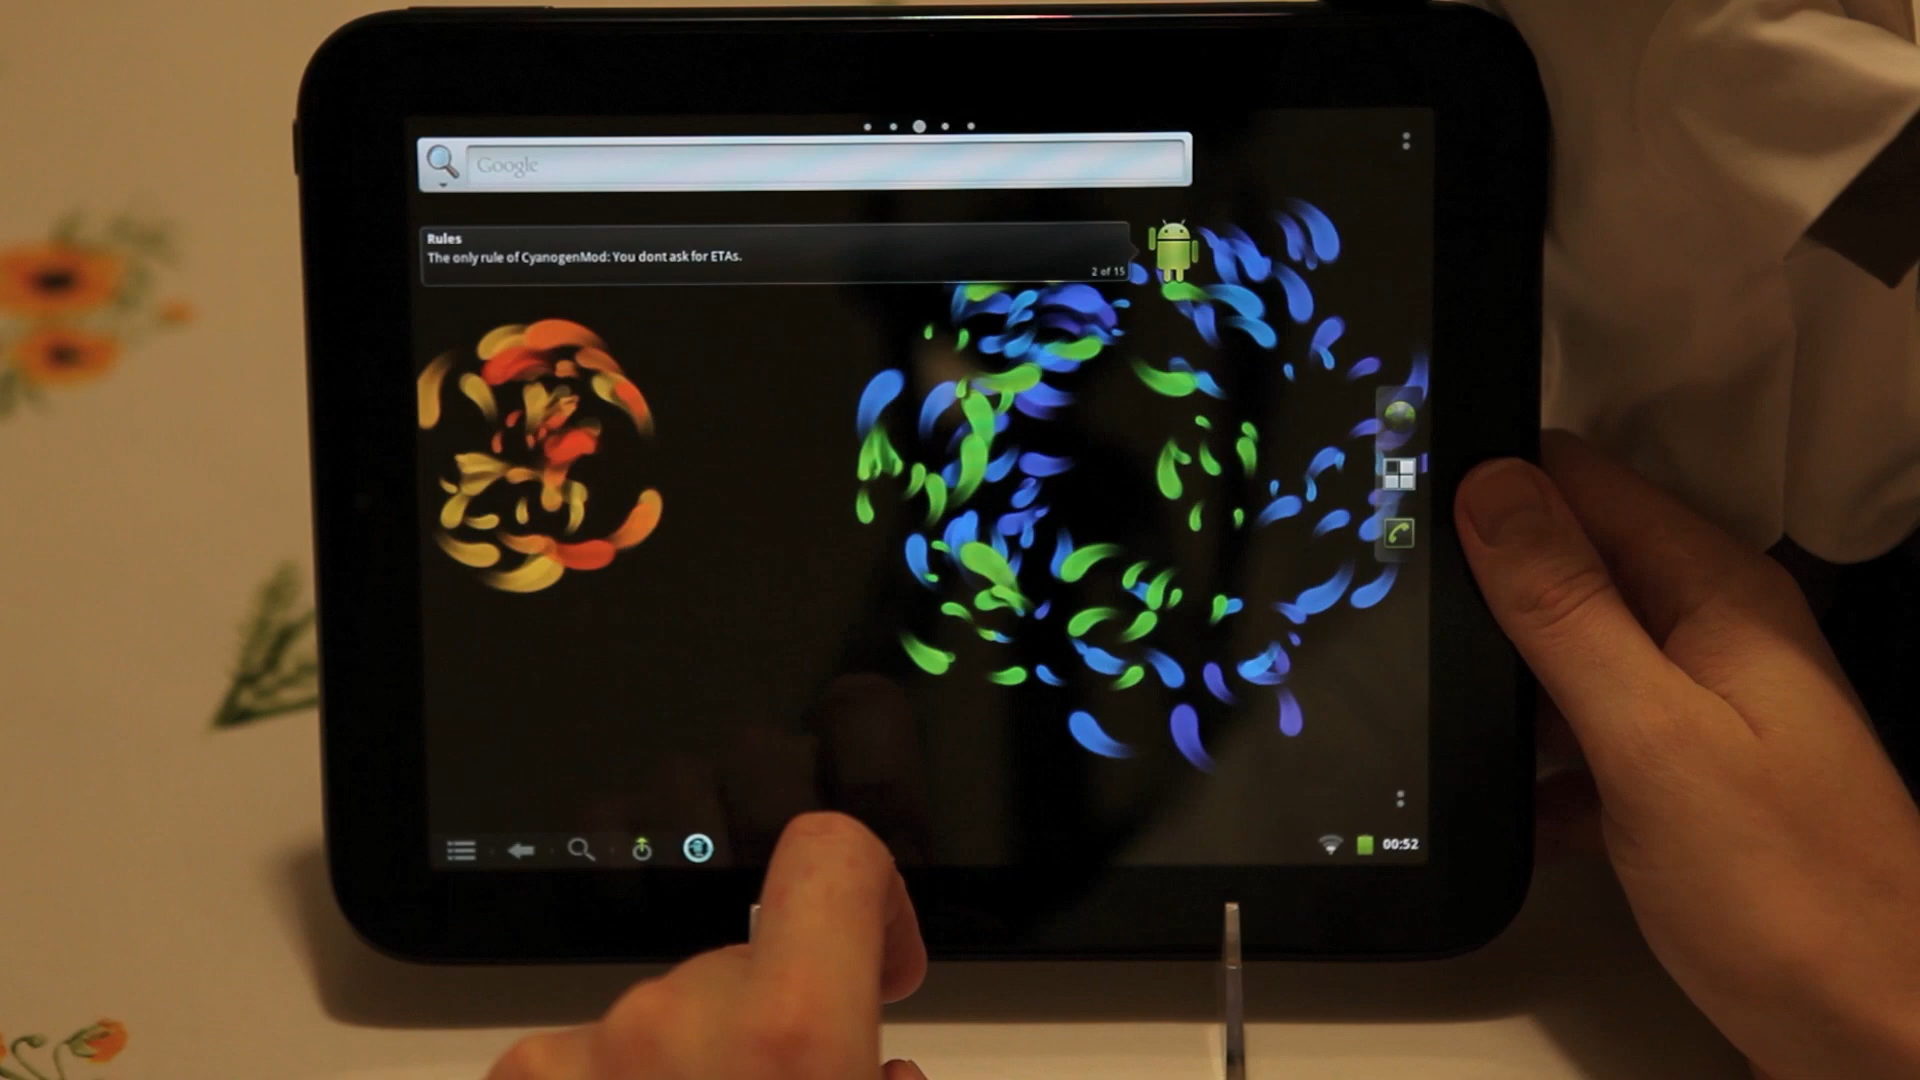 Google
Rules
The only rule of CyanogenMod: You dont ask for ETAs.
2 of 15
00:52